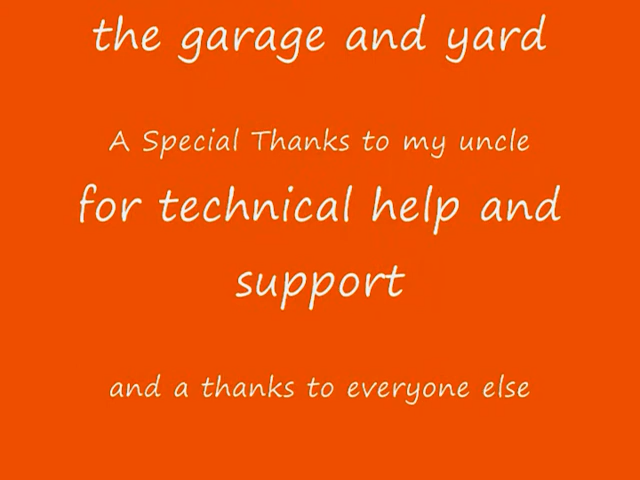 the garage and yard
A Special Thanks to my uncle
for technical help and
support
and a thanks to everyone else